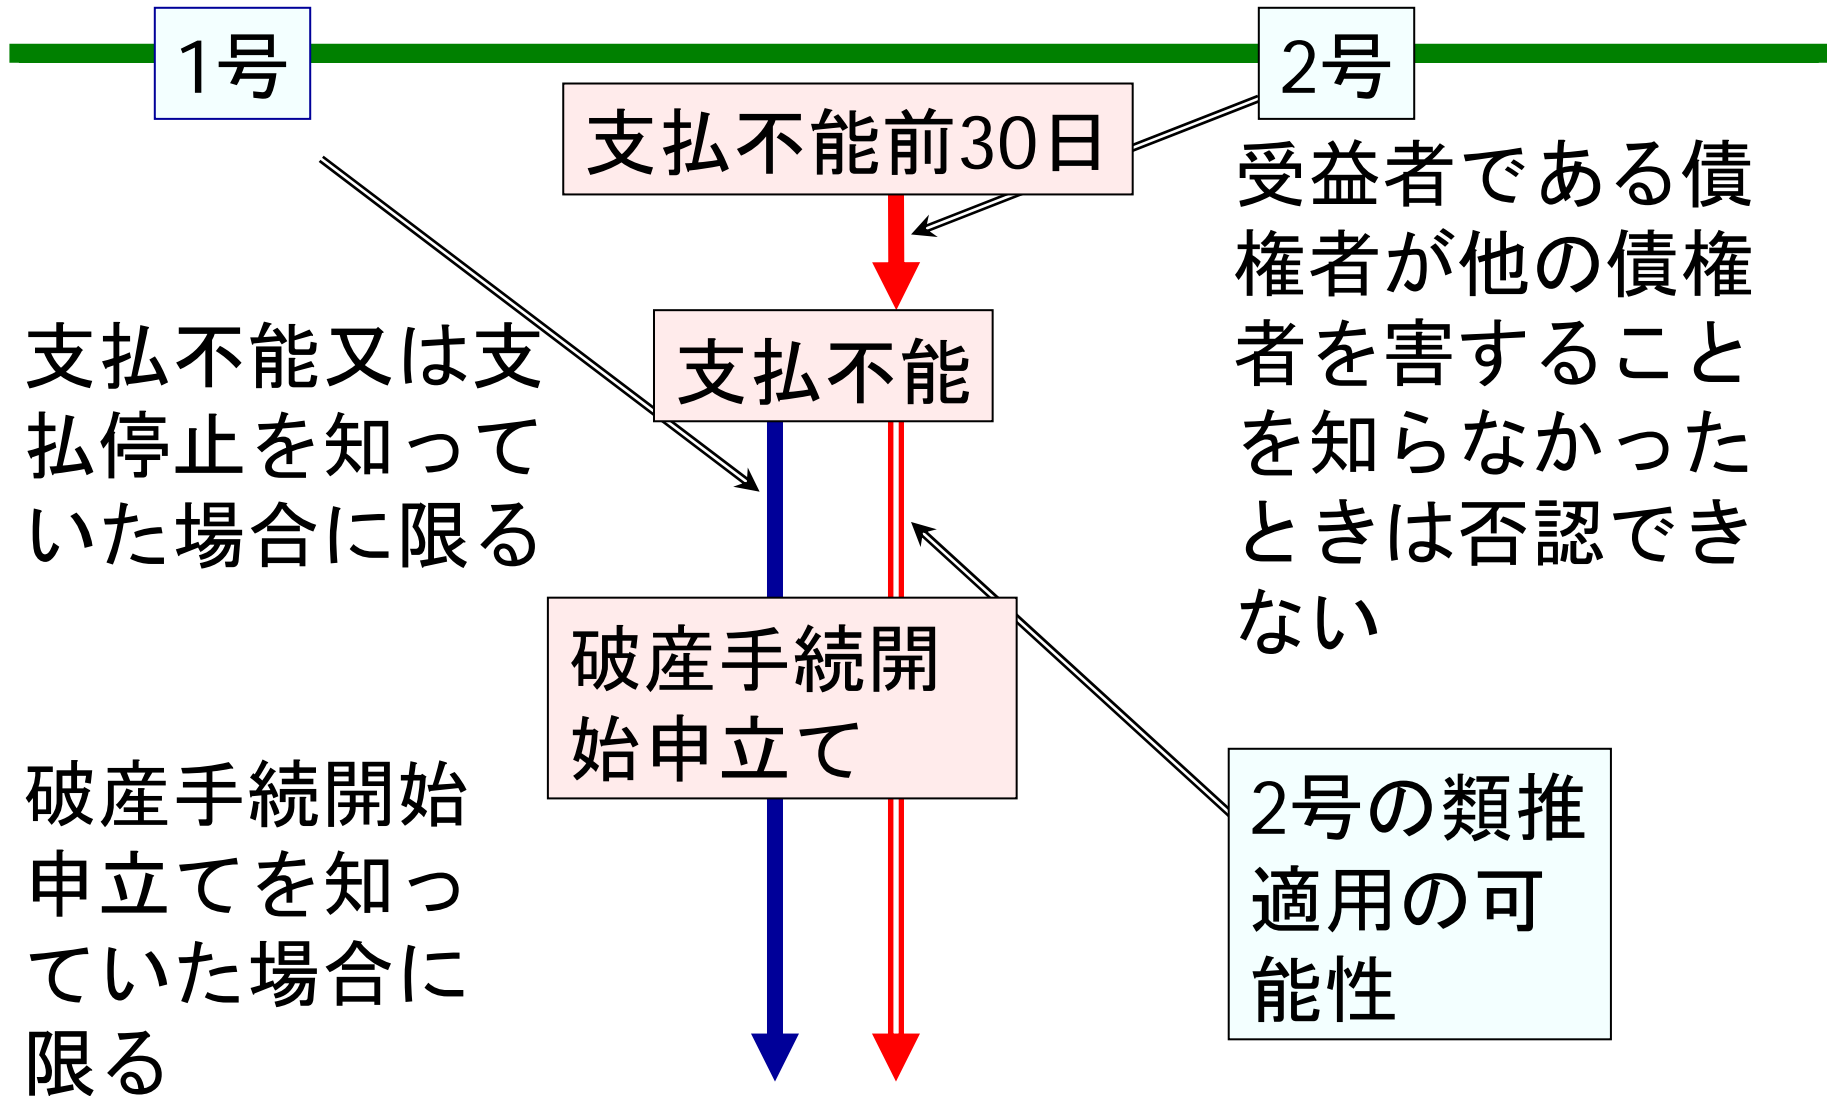 1号
2号
支払不能前30日
受益者である債
権者が他の債権
者を害すること
を知らなかった
ときは否認でき
ない
支払不能
支払不能又は支
払停止を知って
いた場合に限る
破産手続開
始申立て
破産手続開始
申立てを知っ
ていた場合に
限る
2号の類推
適用の可
能性